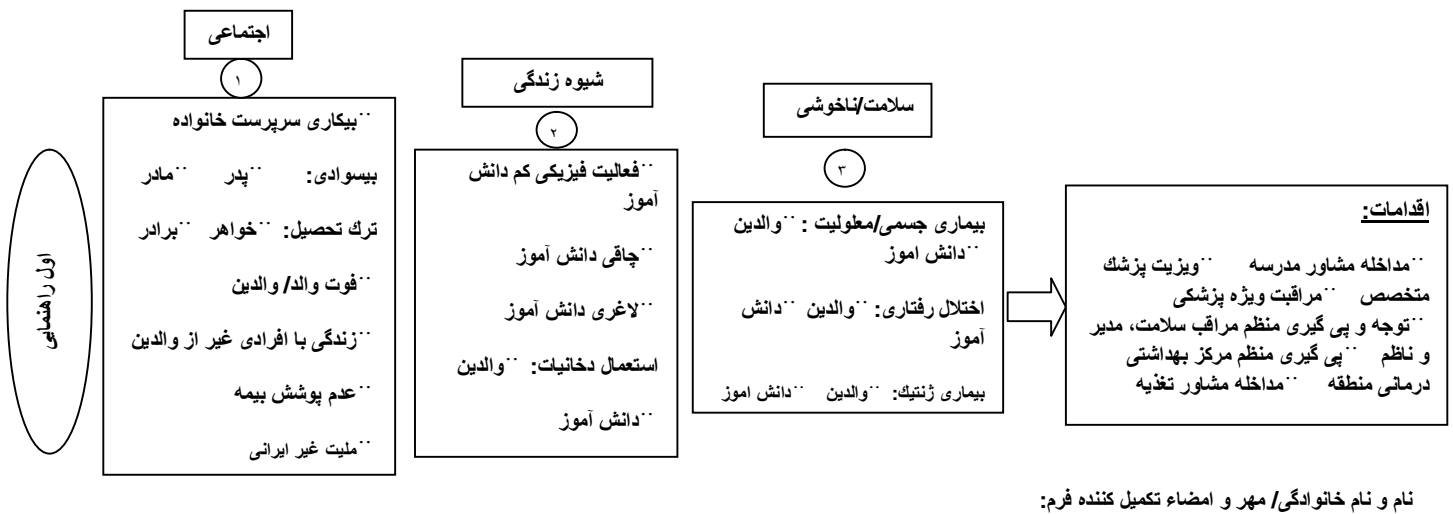 اجتماعی
۱
¨بیکاری سرپرست خانواده
بیسوادی: ¨پدر ¨مادر
ترك تحصیل: ¨خواهر ¨برادر
¨فوت والد/ والدین
¨زندگی با افرادی غیر از والدین
¨عدم پوشش بیمه
¨ملیت غیر ایرانی
اول راهنمایی
شیوه زندگی
۲
¨فعالیت فیزیکی کم دانش
آموز
¨چاقی دانش آموز
¨لاغری دانش آموز
استعمال دخانیات: ¨والدین
¨دانش آموز
سلامت/ناخوشی
۳
بیماری جسمی/معلولیت : ¨والدین
¨دانش اموز
اختلال رفتاری: ¨والدین ¨دانش
آموز
بیماری ژنتیك: ¨والدین ¨دانش اموز
اقدامات:
¨مداخله مشاور مدرسه ¨ویزیت پزشك
متخصص ¨مراقبت ویژه پزشکی
¨توجه و پی گیری منظم مراقب سلامت، مدیر
و ناظم ¨پی گیری منظم مرکز بهداشتی
درمانی منطقه ¨مداخله مشاور تغذیه
نام و نام خانوادگی/ مهر و امضاء تکمیل کننده فرم: